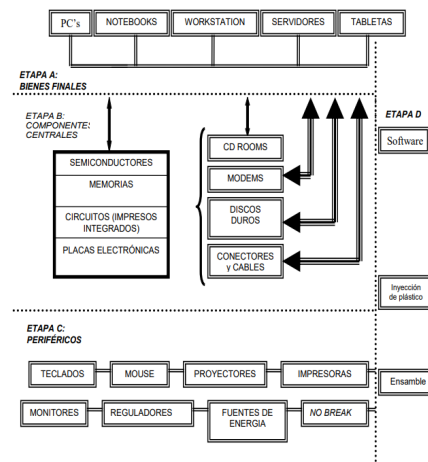 PC's NOTEBOOKS WORKSTATION SERVIDORES TABLETAS
ETAPA A:
BIENES FINALES
ETAPA B:
COMPONENTES
CENTRALES
ETAPA D
CD ROOMS
Software
SEMICONDUCTORES
MODEMS
MEMORIAS
DISCOS
DUROS
CIRCUITOS (IMPRESOS
INTEGRADOS)
PLACAS ELECTRÓNICAS
CONECTORES
y CABLES
Inyección
de plástico
ETAPA C:
PERIFÉRICOS
TECLADOS MOUSE PROYECTORES IMPRESORAS
Ensamble
MONITORES REGULADORES FUENTES DE
ENERGIA
NO BREAK